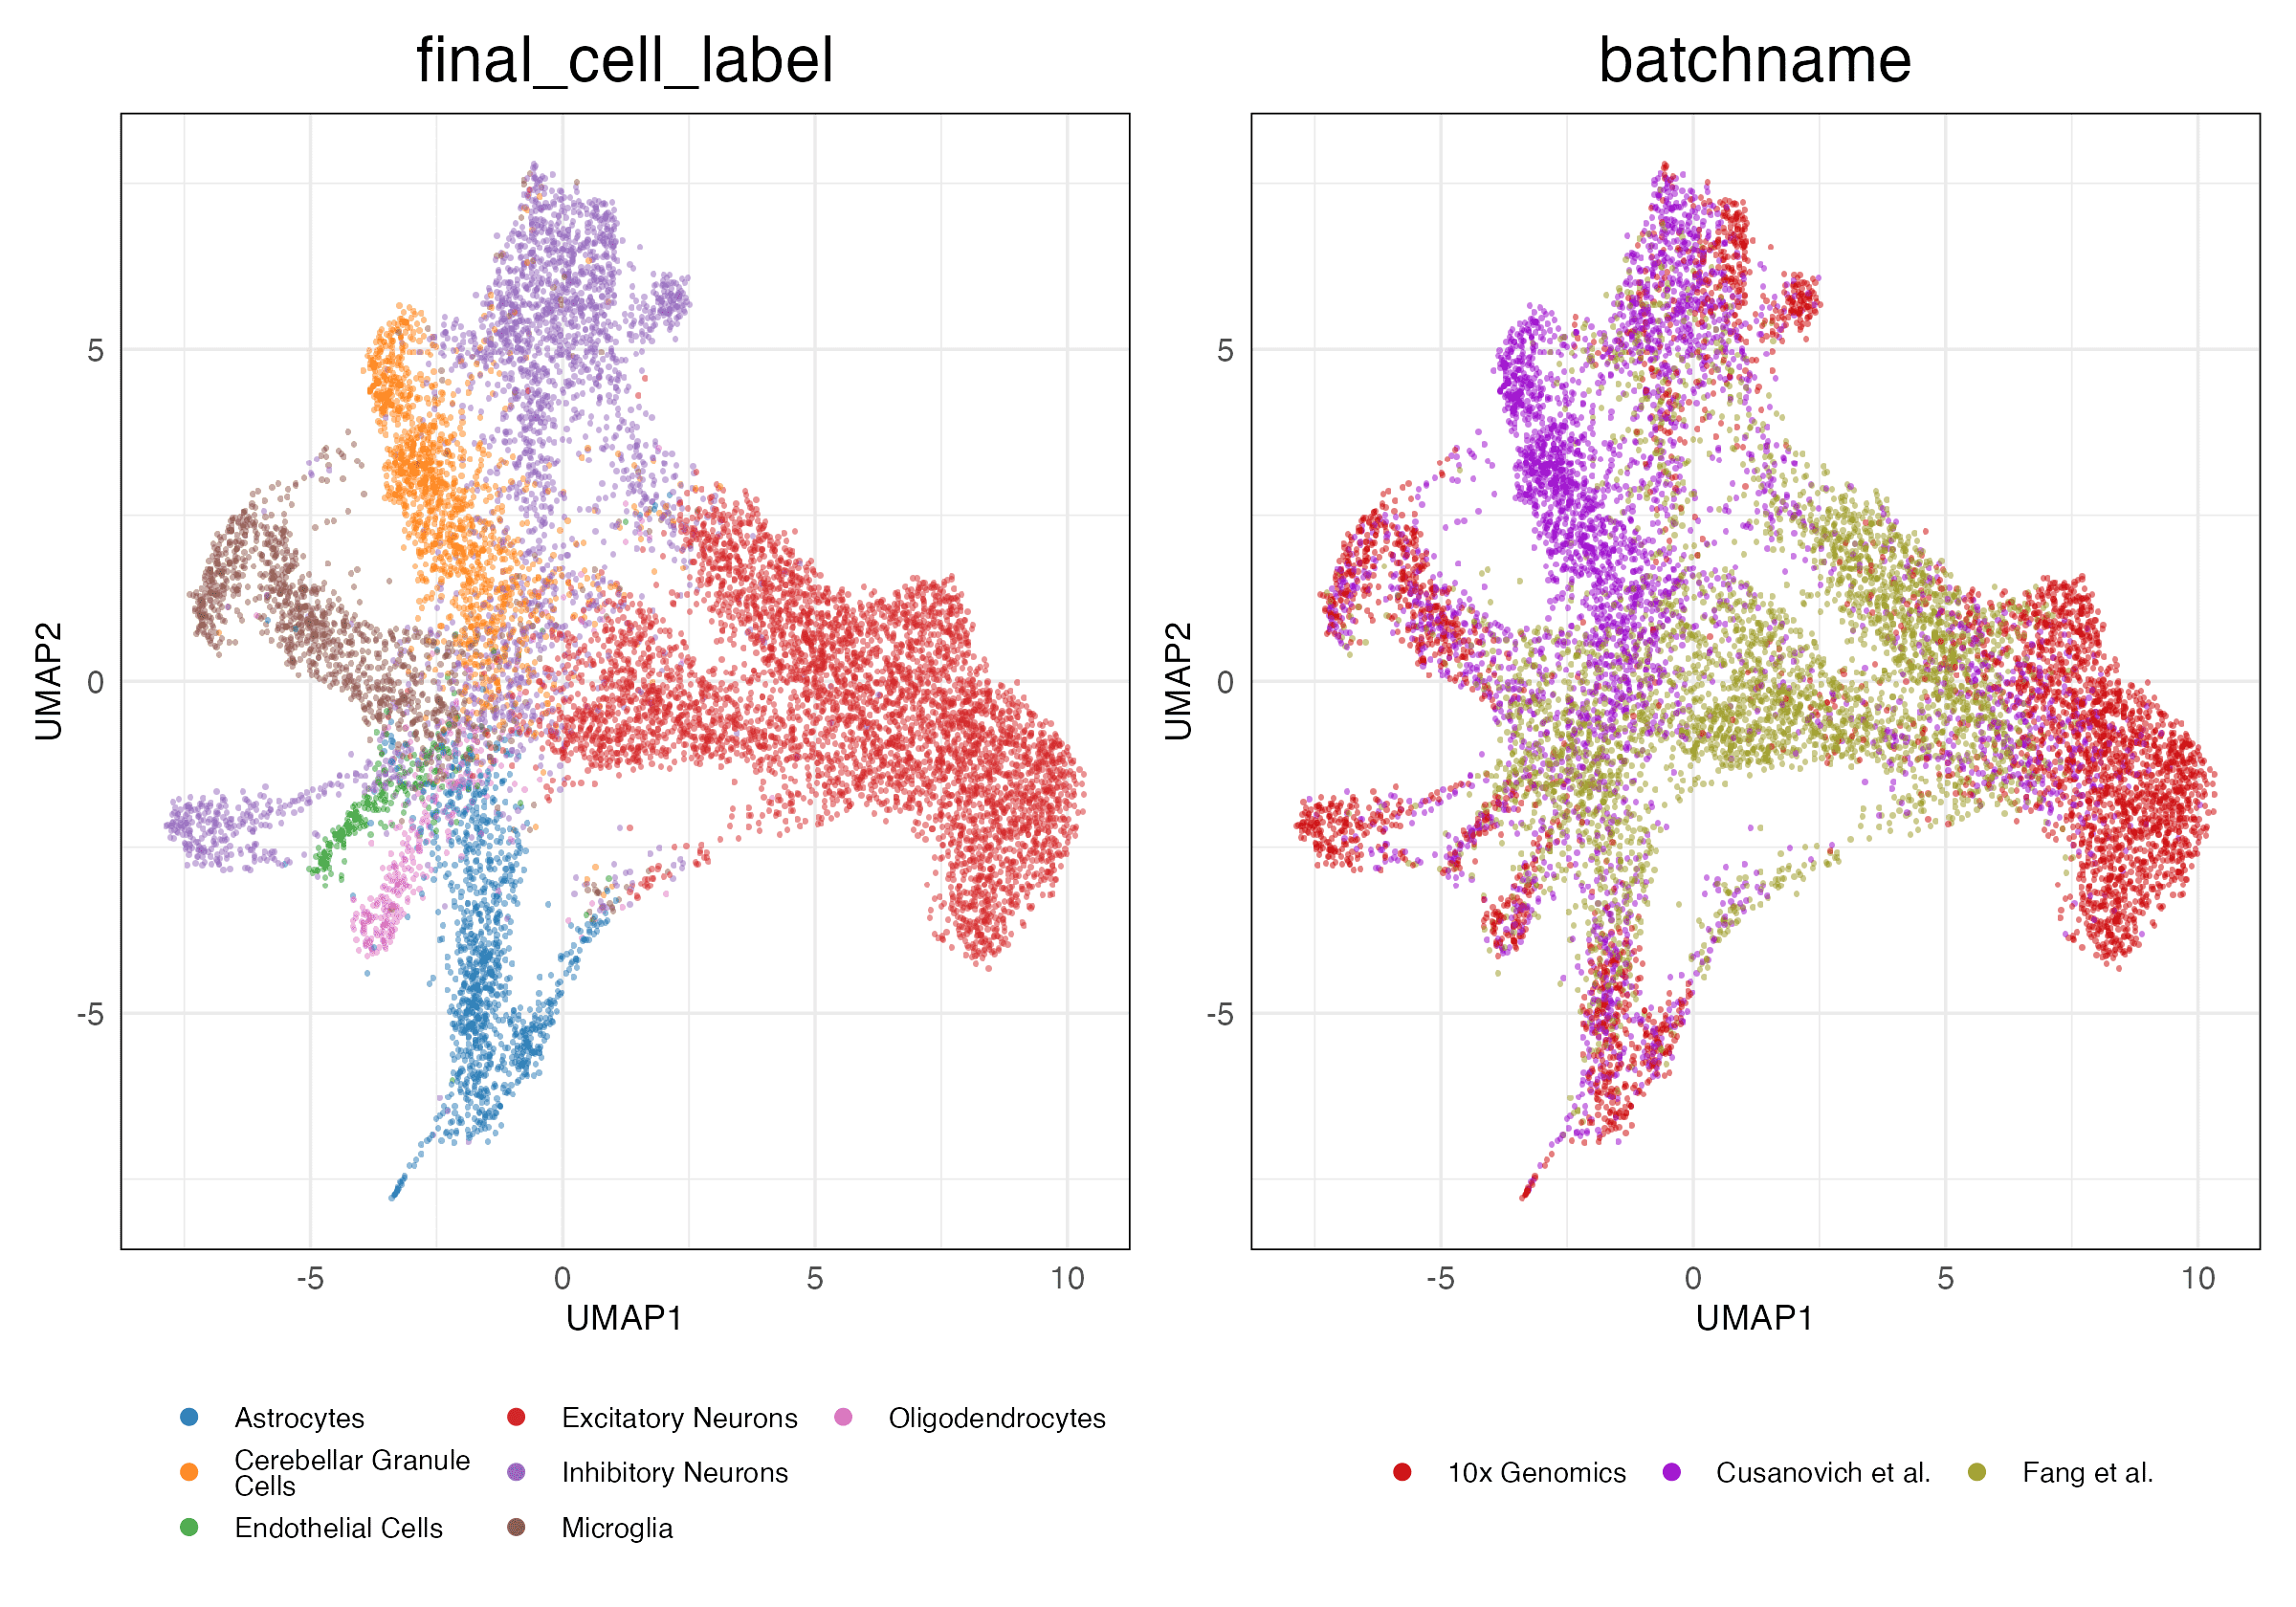 final_cell_label
batchname
5
0
-5
UMAP2
-5
0
5
10
UMAP1
5
0
-5
UMAP2
-5
0
5
10
UMAP1
Astrocytes
Excitatory Neurons
Oligodendrocytes
Cerebellar Granule
Cells
Inhibitory Neurons
Endothelial Cells
Microglia
10x Genomics
Cusanovich et al.
Fang et al.